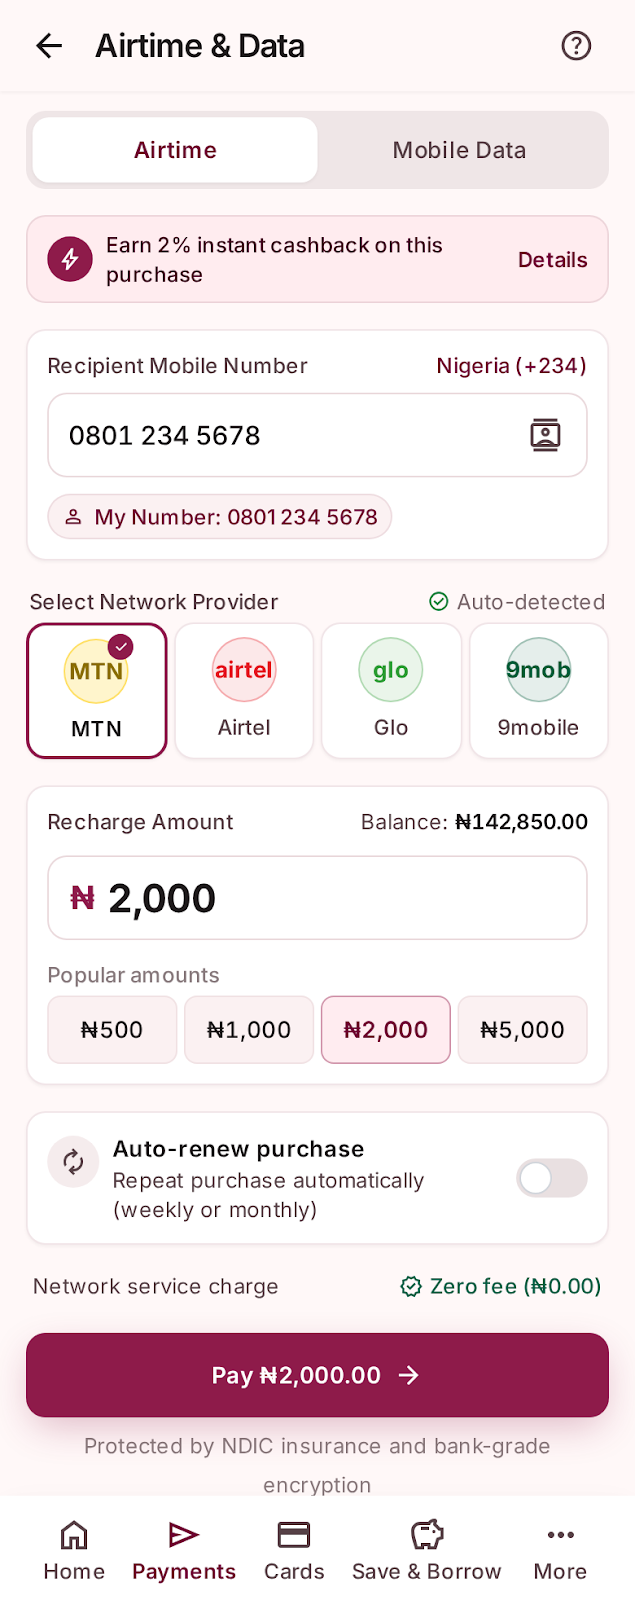 Airtime & Data
Airtime
Mobile Data
Earn 2% instant cashback on this
purchase
Details
Recipient Mobile Number
Nigeria (+234)
0801 234 5678
My Number: 0801 234 5678
Select Network Provider
Auto-detected
MTN
MTN
airtel
Airtel
glo
Glo
9mob
9mobile
Recharge Amount
Balance: ₦142,850.00
₦ 2,000
Popular amounts
₦500
₦1,000
₦2,000
₦5,000
Auto-renew purchase
Repeat purchase automatically
(weekly or monthly)
Network service charge
Zero fee (₦0.00)
Pay ₦2,000.00
Protected by NDIC insurance and bank-grade
encryption
Home
Payments
Cards
Save & Borrow
More